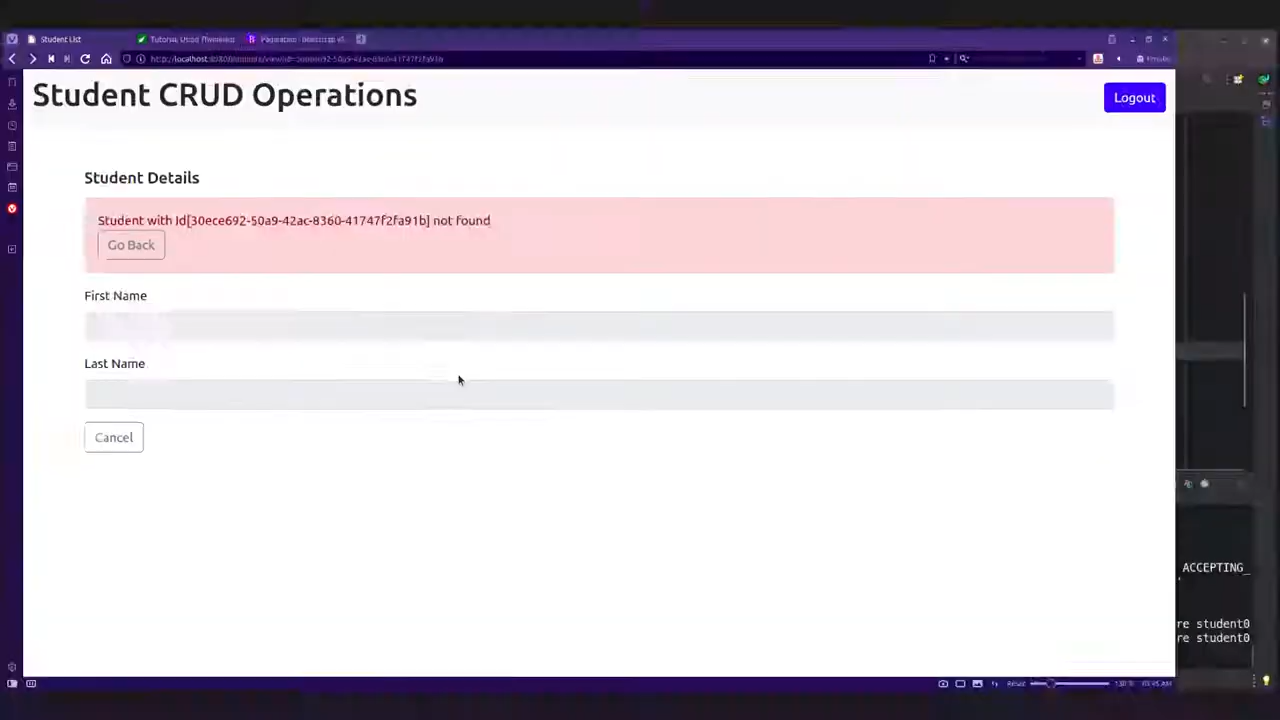 Student List
Student CRUD Operations
Logout
Student Details
Student with Id[30ece692-50a9-42ac-8360-41747f2fa91b] not found
Go Back
First Name
Last Name
Cancel
ACCEPTING_
re student0
re student0
Reset